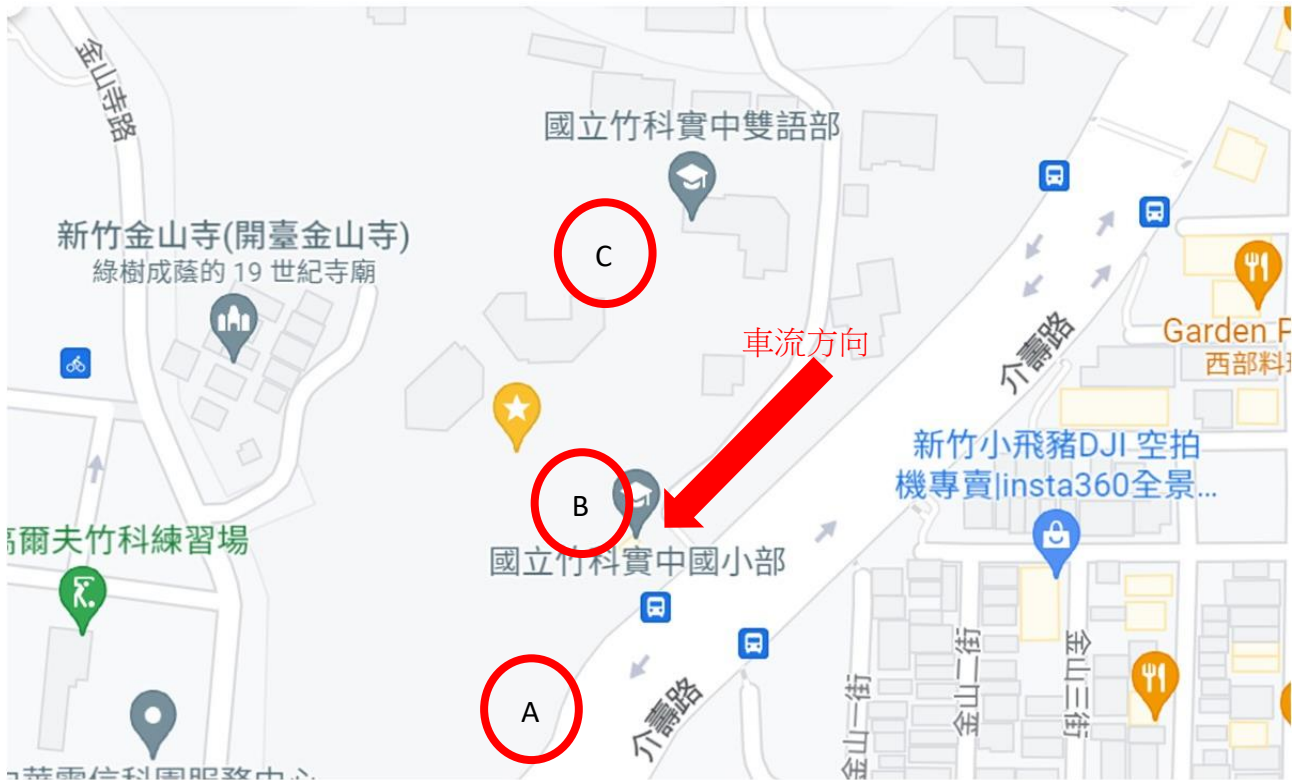 金山寺路
國立竹科實中雙語部
新竹金山寺(開臺金山寺)
綠樹成蔭的 19 世紀寺廟
C
車流方向
介壽路
Garden P
西部料
新竹小飛豬DJI 空拍
機專賣|insta360全景...
B
國立竹科實中國小部
高爾夫竹科練習場
A
介壽路
金山一街
金山二街
金山三街